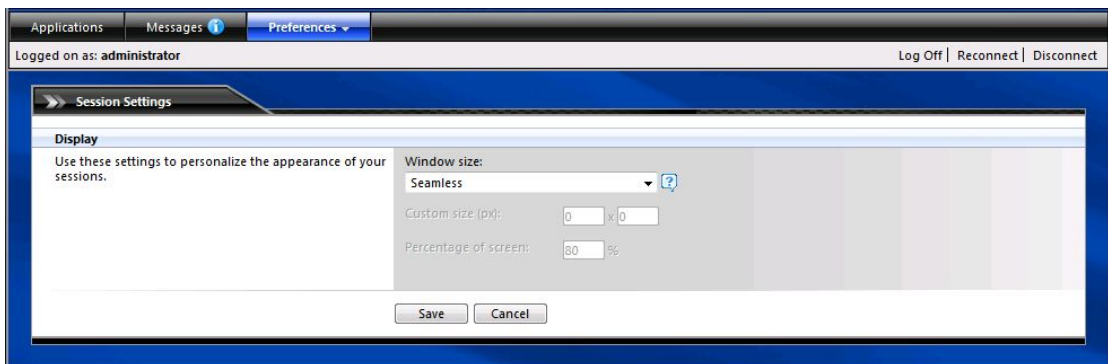 Applications Messages Preferences
Logged on as: administrator Log Off | Reconnect | Disconnect
Session Settings
Display
Use these settings to personalize the appearance of your
sessions.
Window size:
Seamless ?
Custom size (px): 0 x 0
Percentage of screen: 80 %
Save Cancel